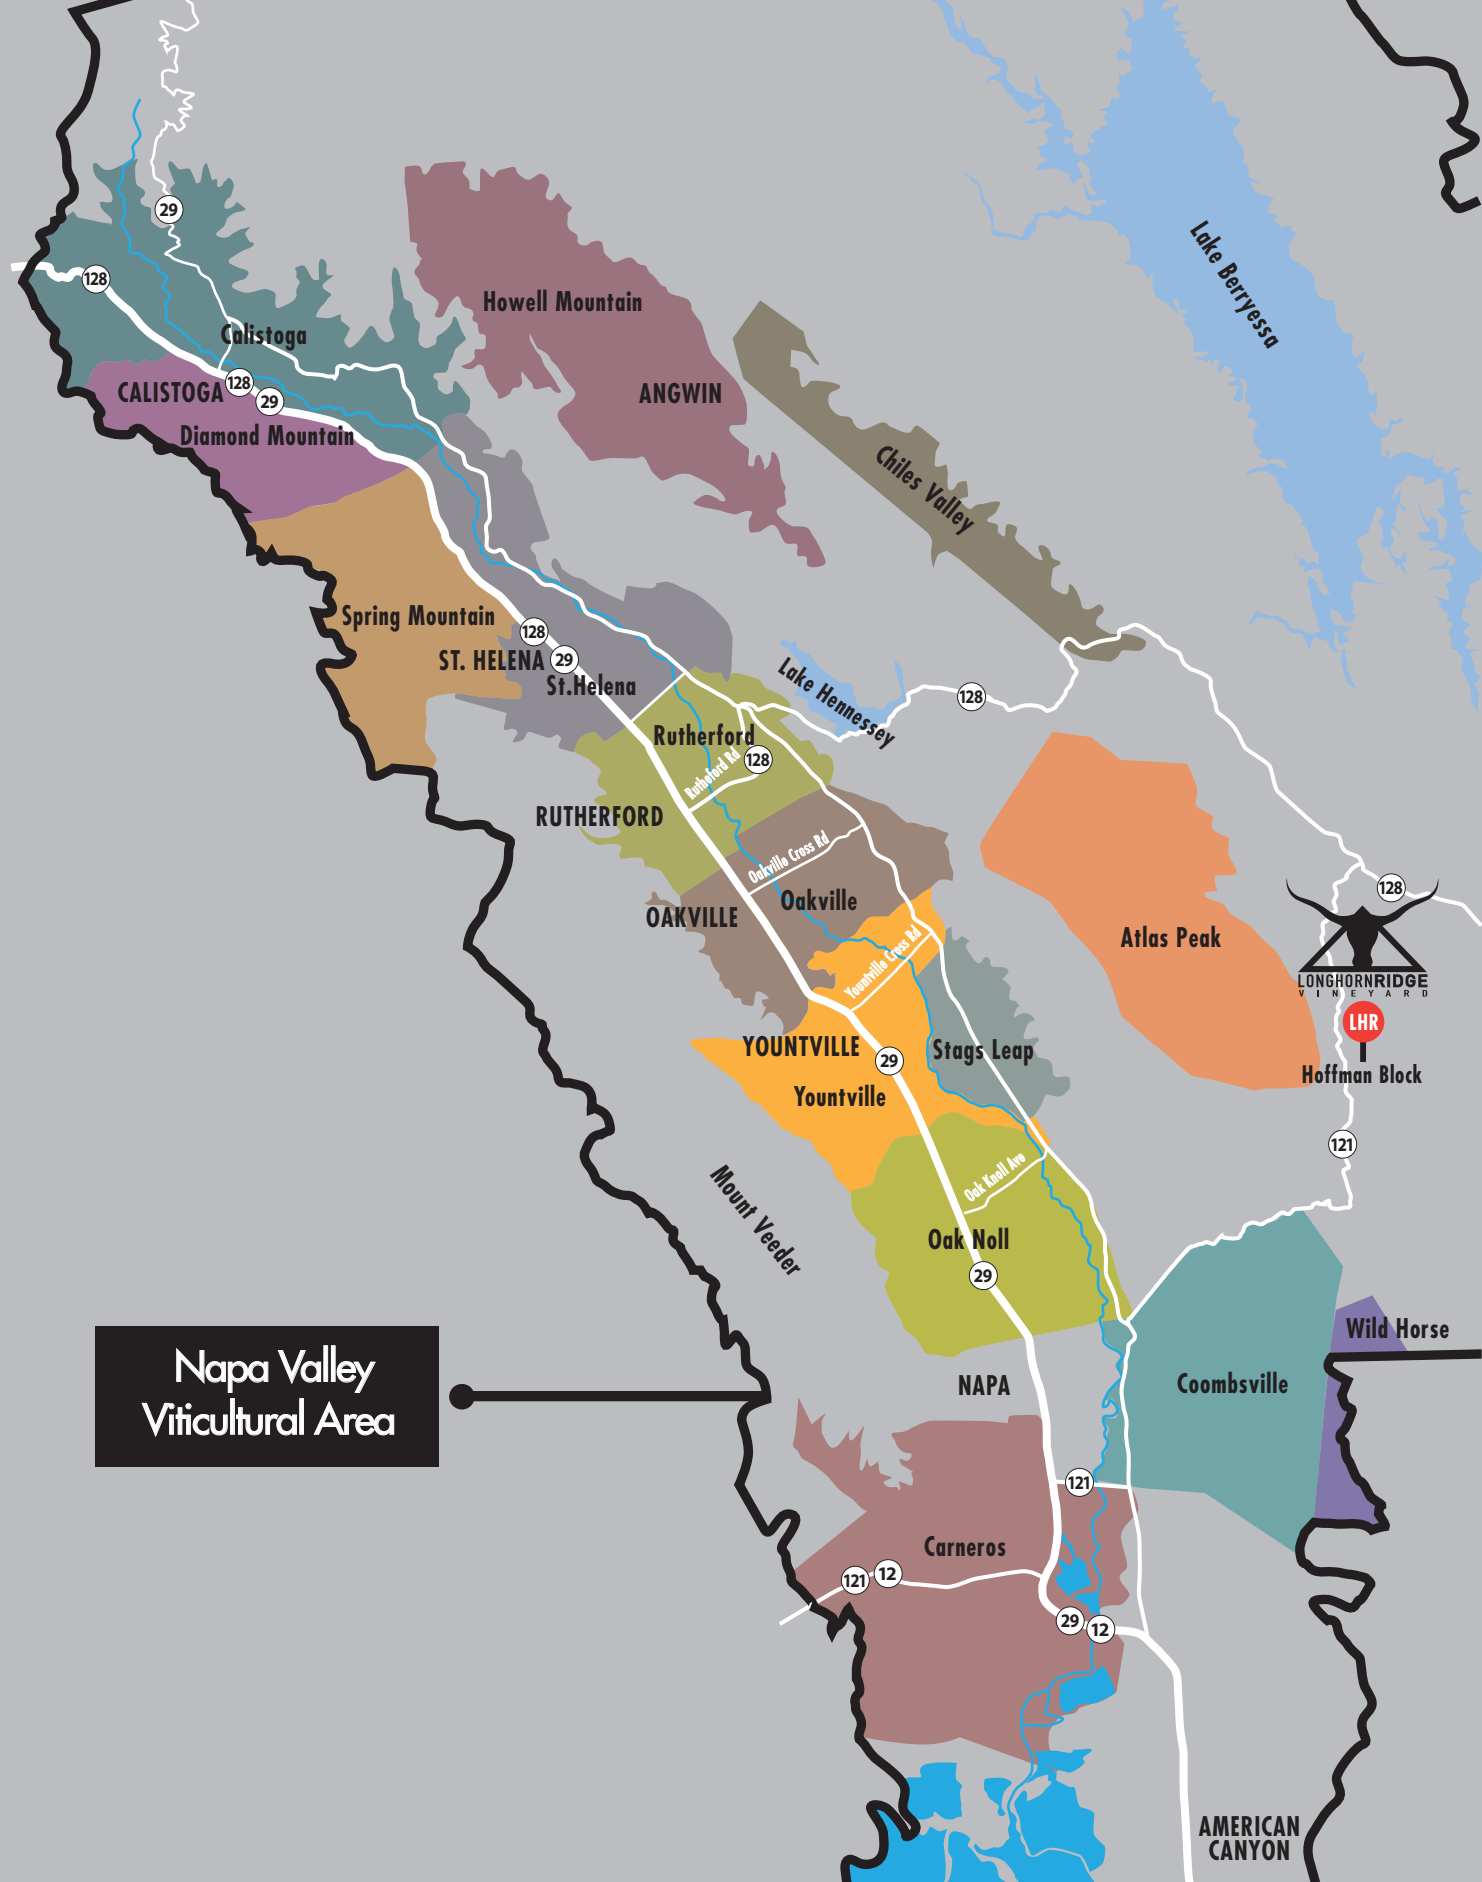 29
Lake Berryessa
128
Howell Mountain
Calistoga
128
CALISTOGA
29
ANGWIN
Diamond Mountain
Chiles Valley
Spring Mountain
128
ST. HELENA
29
St.Helena
Lake Hennessey
128
Rutherford
Rutheford Rd
128
RUTHERFORD
Oakville Cross Rd
128
Oakville
OAKVILLE
Atlas Peak
Yountville Cross Rd
LONGHORNRIDGE
VINEYARD
LHR
YOUNTVILLE
29
Stags Leap
Hoffman Block
Yountville
121
Oak Knoll Ave
Mount Veeder
Oak Noll
29
Wild Horse
Napa Valley
Viticultural Area
NAPA
Coombsville
121
Carneros
121
12
29
12
AMERICAN
CANYON